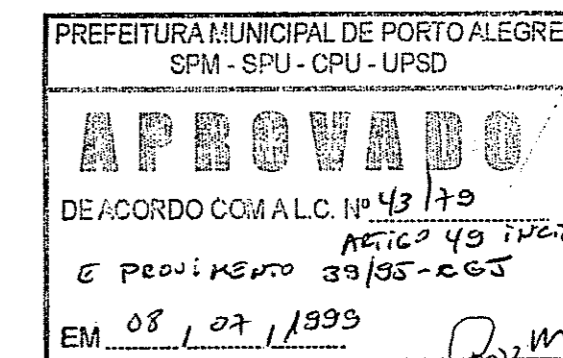 PREFEITURA MUNICIPAL DE PORTO ALEGRE
SPM - SPU - CPU - UPSD
APROVADO
DE ACORDO COM A L.C. Nº 43/79
ARTIGO 49
E PROVIMENTO 39/95-CGJ
EM 08 / 07 / 1999